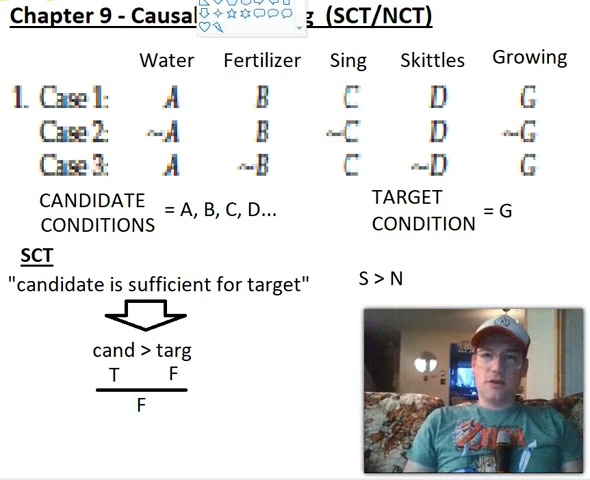 Chapter 9 - Causal g (SCT/NCT)
Water Fertilizer Sing Skittles Growing
1. Case 1: A B C D G
Case 2: ~A B ~C D ~G
Case 3: A ~B C ~D G
CANDIDATE CONDITIONS = A, B, C, D...
TARGET CONDITION = G
SCT
"candidate is sufficient for target"
S > N
cand > targ
T F
F